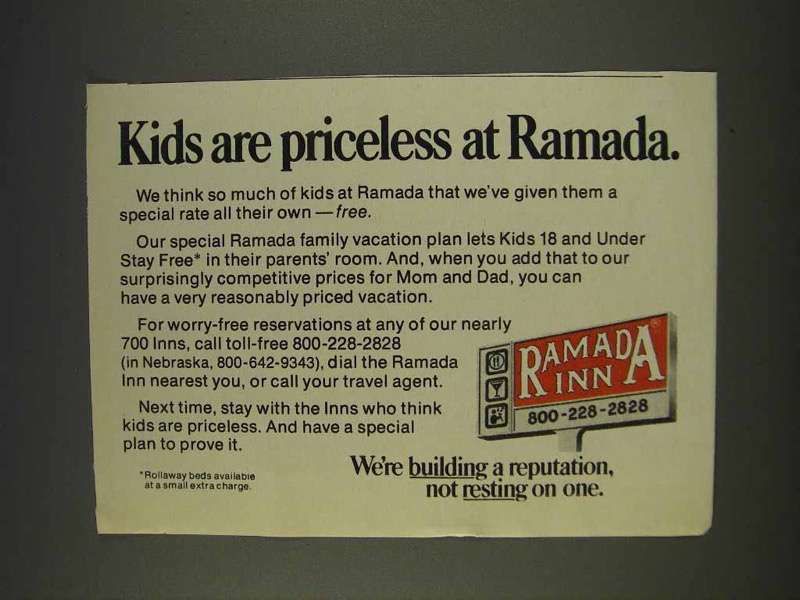 Kids are priceless at Ramada.
We think so much of kids at Ramada that we've given them a
special rate all their own — free.
Our special Ramada family vacation plan lets Kids 18 and Under
Stay Free* in their parents' room. And, when you add that to our
surprisingly competitive prices for Mom and Dad, you can
have a very reasonably priced vacation.
For worry-free reservations at any of our nearly
700 Inns, call toll-free 800-228-2828
(in Nebraska, 800-642-9343), dial the Ramada
Inn nearest you, or call your travel agent.
Next time, stay with the Inns who think
kids are priceless. And have a special
plan to prove it.
*Rollaway beds available
at a small extra charge.
RAMADA®
INN
800-228-2828
We're building a reputation,
not resting on one.